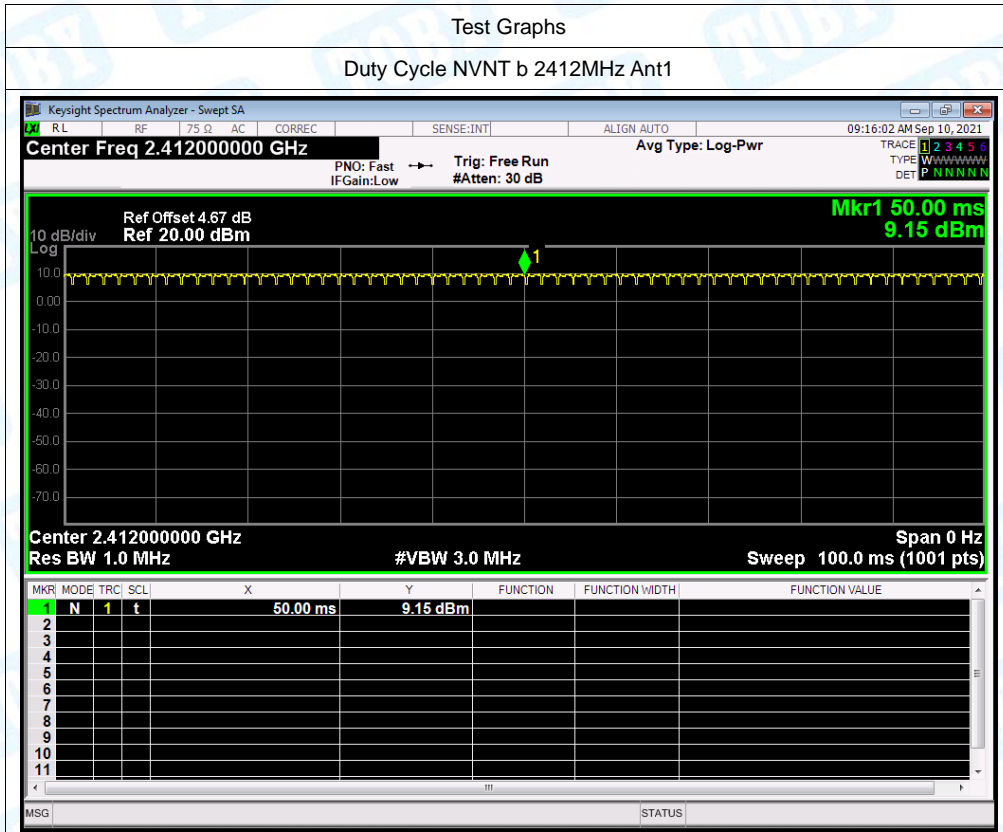 Test Graphs
Duty Cycle NVNT b 2412MHz Ant1
Keysight Spectrum Analyzer - Swept SA
LXI RL RF 75 Ω AC CORREC SENSE:INT ALIGN AUTO 09:16:02 AM Sep 10, 2021
Center Freq 2.412000000 GHz Avg Type: Log-Pwr TRACE 1 2 3 4 5 6
PNO: Fast Trig: Free Run TYPE WWWWWW
IFGain:Low #Atten: 30 dB DET P N N N N N
Ref Offset 4.67 dB Mkr1 50.00 ms
10 dB/div Ref 20.00 dBm 9.15 dBm
Log
1
10.0
0.00
-10.0
-20.0
-30.0
-40.0
-50.0
-60.0
-70.0
Center 2.412000000 GHz Span 0 Hz
Res BW 1.0 MHz #VBW 3.0 MHz Sweep 100.0 ms (1001 pts)
MKR MODE TRC SCL X Y FUNCTION FUNCTION WIDTH FUNCTION VALUE
1 N 1 t 50.00 ms 9.15 dBm
2
3
4
5
6
7
8
9
10
11
MSG STATUS